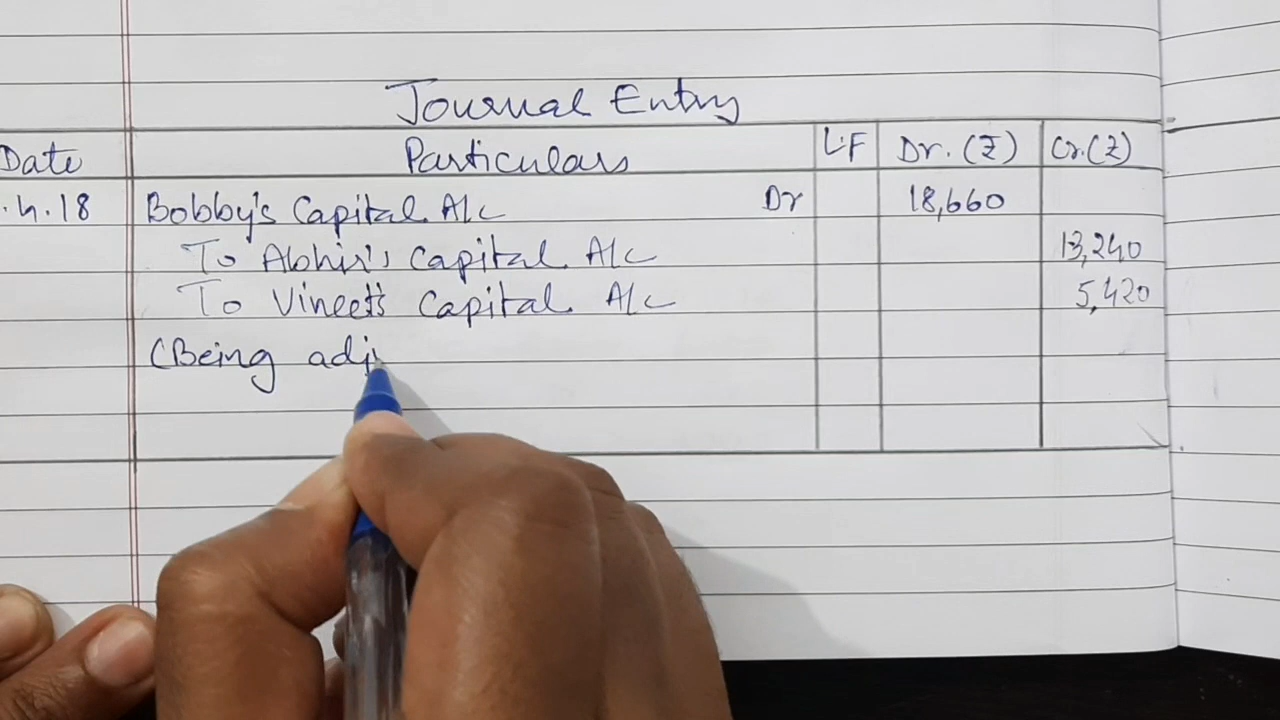 Journal Entry
Date Particulars L.F Dr. (₹) Cr. (₹)
.4.18 Bobby's Capital A/c Dr 18,660
To Abhir's Capital A/c 13,240
To Vineet's Capital A/c 5,420
(Being adj